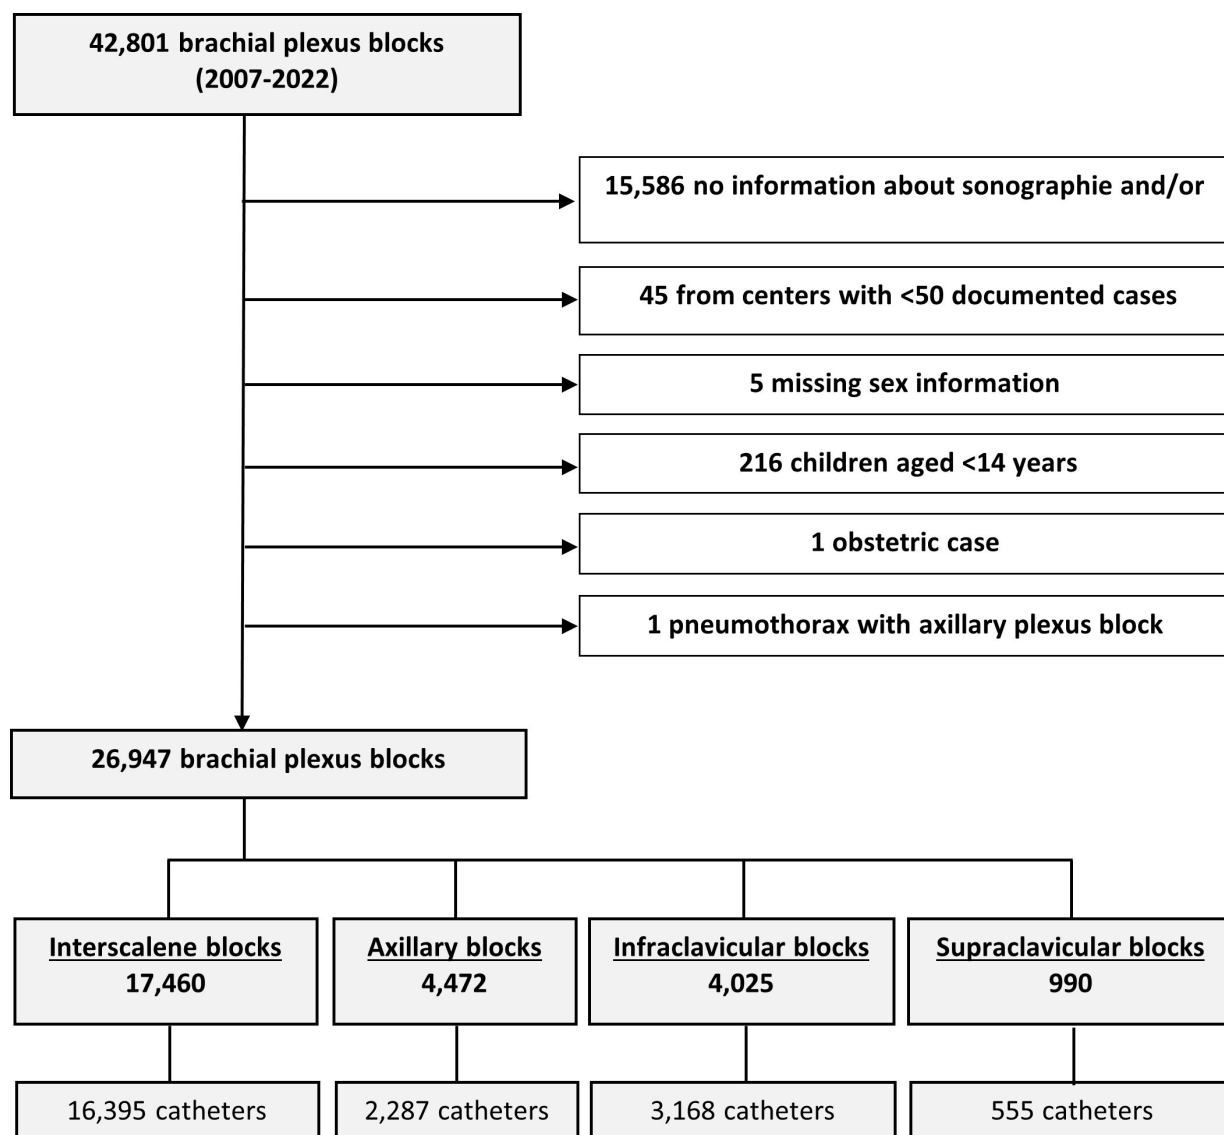 42,801 brachial plexus blocks
(2007-2022)
15,586 no information about sonographie and/or
45 from centers with <50 documented cases
5 missing sex information
216 children aged <14 years
1 obstetric case
1 pneumothorax with axillary plexus block
26,947 brachial plexus blocks
Interscalene blocks
17,460
Axillary blocks
4,472
Infraclavicular blocks
4,025
Supraclavicular blocks
990
16,395 catheters
2,287 catheters
3,168 catheters
555 catheters